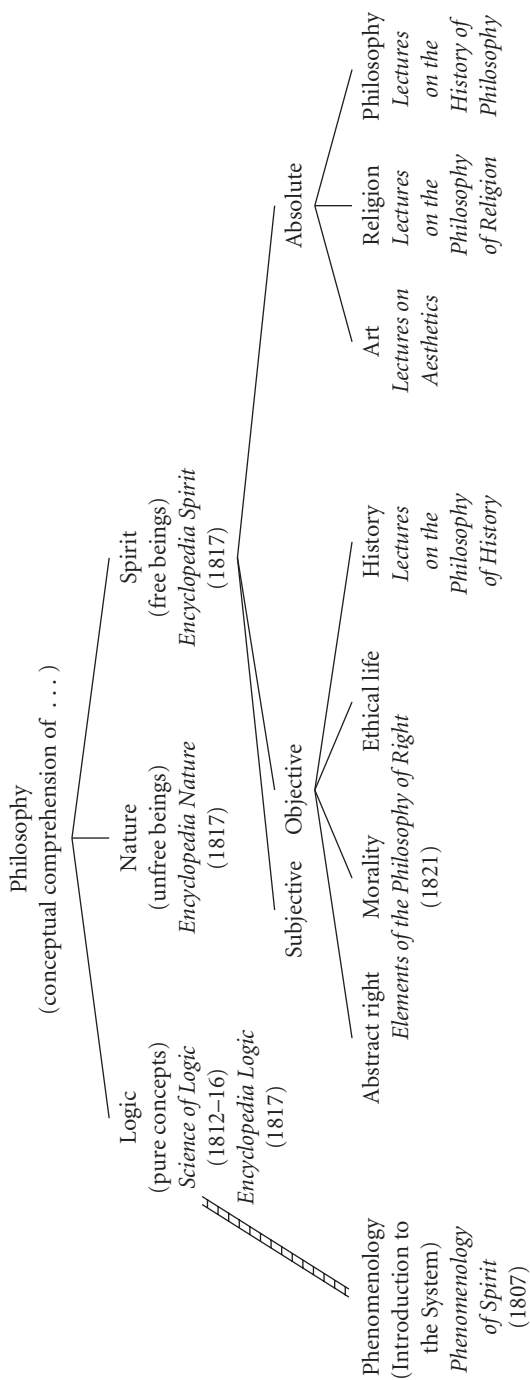 Philosophy
(conceptual comprehension of . . . )
Logic
(pure concepts)
Science of Logic
(1812–16)
Encyclopedia Logic
(1817)
Nature
(unfree beings)
Encyclopedia Nature
(1817)
Spirit
(free beings)
Encyclopedia Spirit
(1817)
Subjective
Objective
Absolute
Phenomenology
(Introduction to
the System)
Phenomenology
of Spirit
(1807)
Abstract right
Morality
Ethical life
Elements of the Philosophy of Right
(1821)
History
Lectures
on the
Philosophy
of History
Art
Lectures on
Aesthetics
Religion
Lectures
on the
Philosophy
of Religion
Philosophy
Lectures
on the
History of
Philosophy